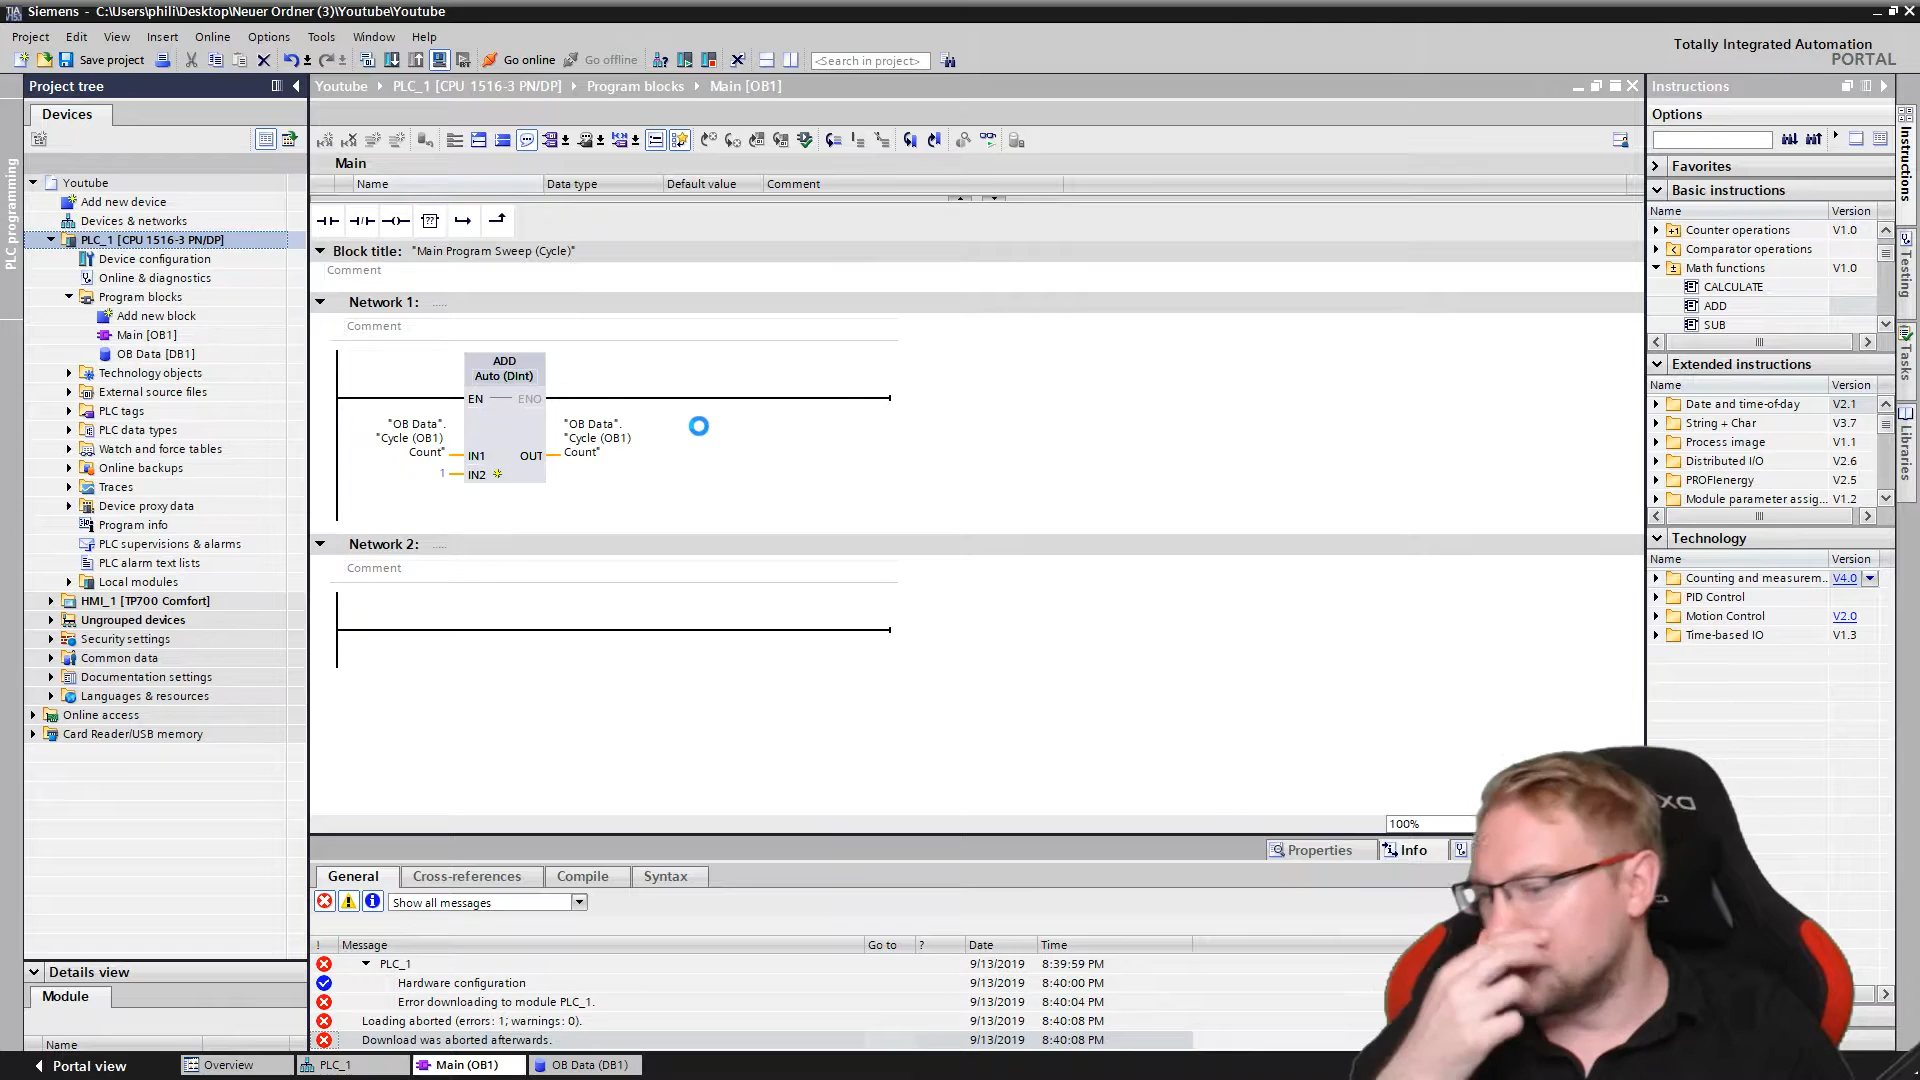 Siemens - C:\Users\phili\Desktop\Neuer Ordner (3)\Youtube\Youtube
Project Edit View Insert Online Options Tools Window Help
Totally Integrated Automation
PORTAL
Save project
Go online
Go offline
<Search in project>
Project tree
Youtube PLC_1 [CPU 1516-3 PN/DP] Program blocks Main [OB1]
Instructions
Devices
Options
PLC programming
Main
Name Data type Default value Comment
Youtube
Add new device
Devices & networks
PLC_1 [CPU 1516-3 PN/DP]
Device configuration
Online & diagnostics
Program blocks
Add new block
Main [OB1]
OB Data [DB1]
Technology objects
External source files
PLC tags
PLC data types
Watch and force tables
Online backups
Traces
Device proxy data
Program info
PLC supervisions & alarms
PLC alarm text lists
Local modules
HMI_1 [TP700 Comfort]
Ungrouped devices
Security settings
Common data
Documentation settings
Languages & resources
Online access
Card Reader/USB memory
Details view
Module
Name
??
Block title: "Main Program Sweep (Cycle)"
Comment
Network 1: .....
Comment
ADD
Auto (DInt)
EN ENO
"OB Data".
"Cycle (OB1)
Count"
IN1
1
IN2
OUT
"OB Data".
"Cycle (OB1)
Count"
Network 2: .....
Comment
100%
Properties Info
General Cross-references Compile Syntax
Show all messages
! Message Go to ? Date Time
PLC_1 9/13/2019 8:39:59 PM
Hardware configuration 9/13/2019 8:40:00 PM
Error downloading to module PLC_1. 9/13/2019 8:40:04 PM
Loading aborted (errors: 1; warnings: 0). 9/13/2019 8:40:08 PM
Download was aborted afterwards. 9/13/2019 8:40:08 PM
Favorites
Basic instructions
Name Version
Counter operations V1.0
Comparator operations
Math functions V1.0
CALCULATE
ADD
SUB
Extended instructions
Name Version
Date and time-of-day V2.1
String + Char V3.7
Process image V1.1
Distributed I/O V2.6
PROFIenergy V2.5
Module parameter assig... V1.2
Technology
Name Version
Counting and measurem... V4.0
PID Control
Motion Control V2.0
Time-based IO V1.3
Instructions
Testing
Tasks
Libraries
Portal view Overview PLC_1 Main (OB1) OB Data (DB1)